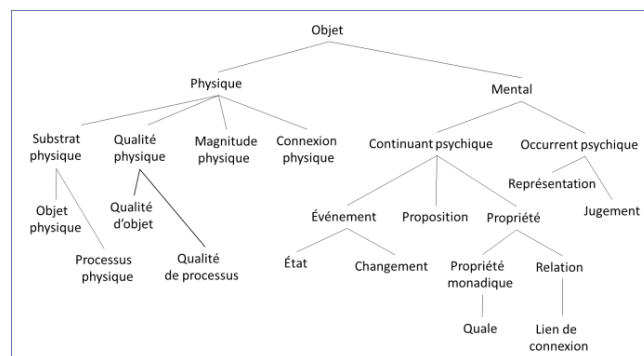 Objet
Physique
Mental
Substrat
physique
Qualité
physique
Magnitude
physique
Connexion
physique
Continuant psychique
Occurrent psychique
Objet
physique
Qualité
d'objet
Processus
physique
Qualité
de processus
Événement
Proposition
Propriété
Représentation
Jugement
État
Changement
Propriété
monadique
Relation
Quale
Lien de
connexion